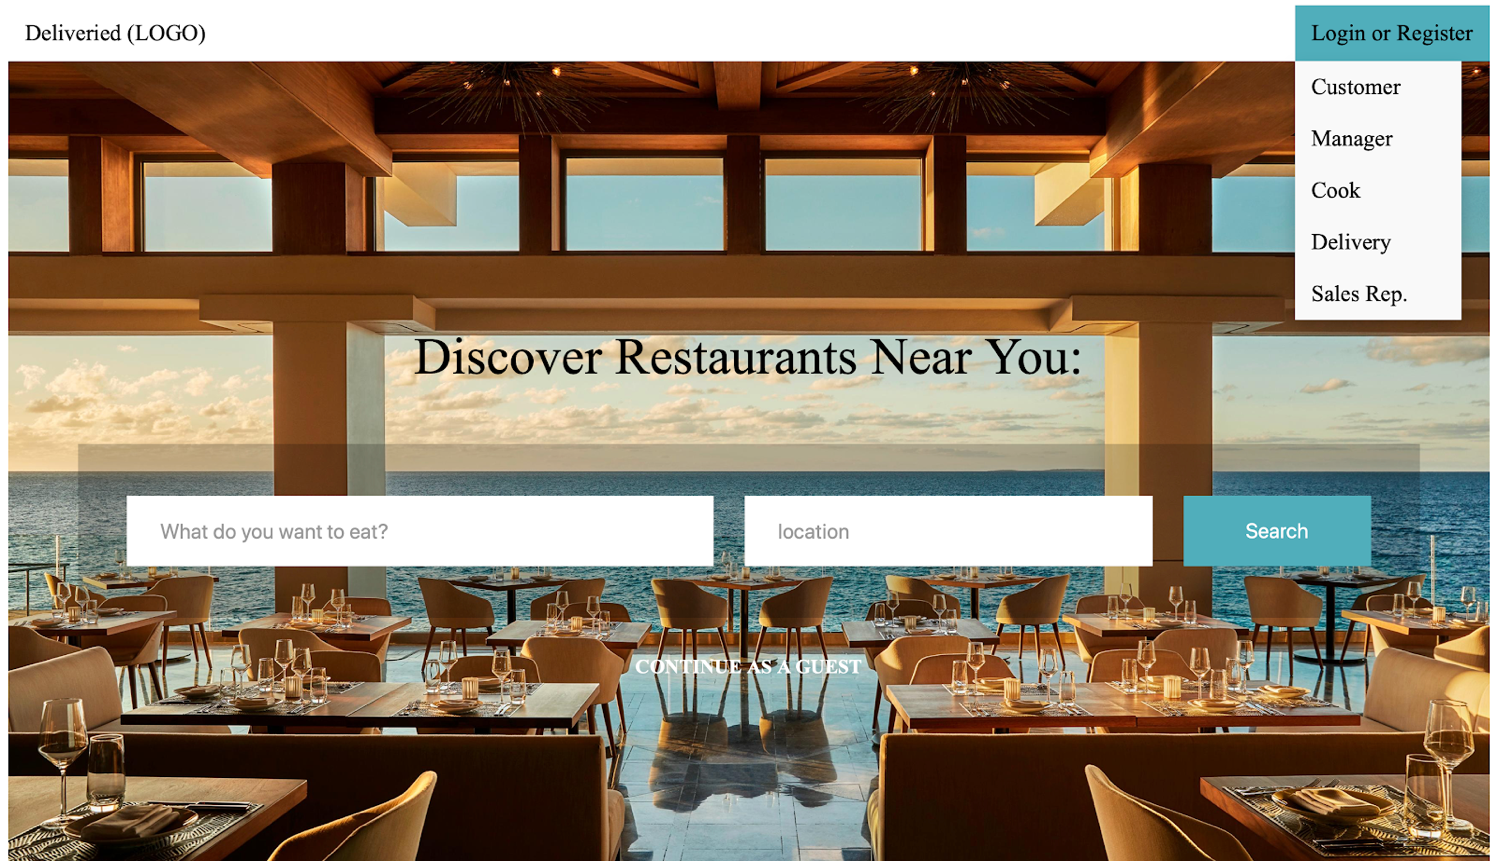 Deliveried (LOGO)
Login or Register
Customer
Manager
Cook
Delivery
Sales Rep.
Discover Restaurants Near You:
What do you want to eat?
location
Search
CONTINUE AS A GUEST